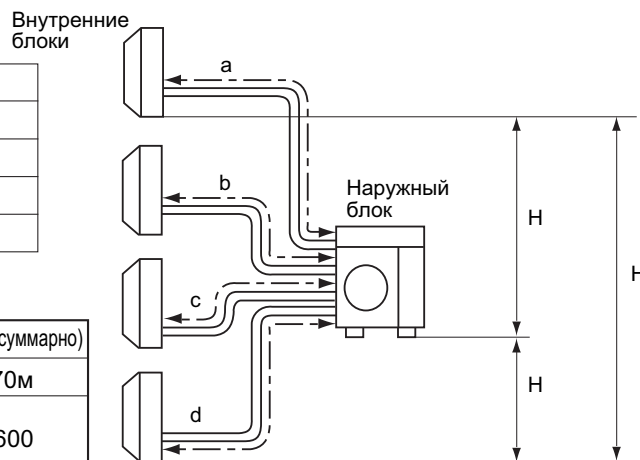 Внутренние
блоки
a
b
Наружный
блок
H
H
c
суммарно)
70м
H
d
600